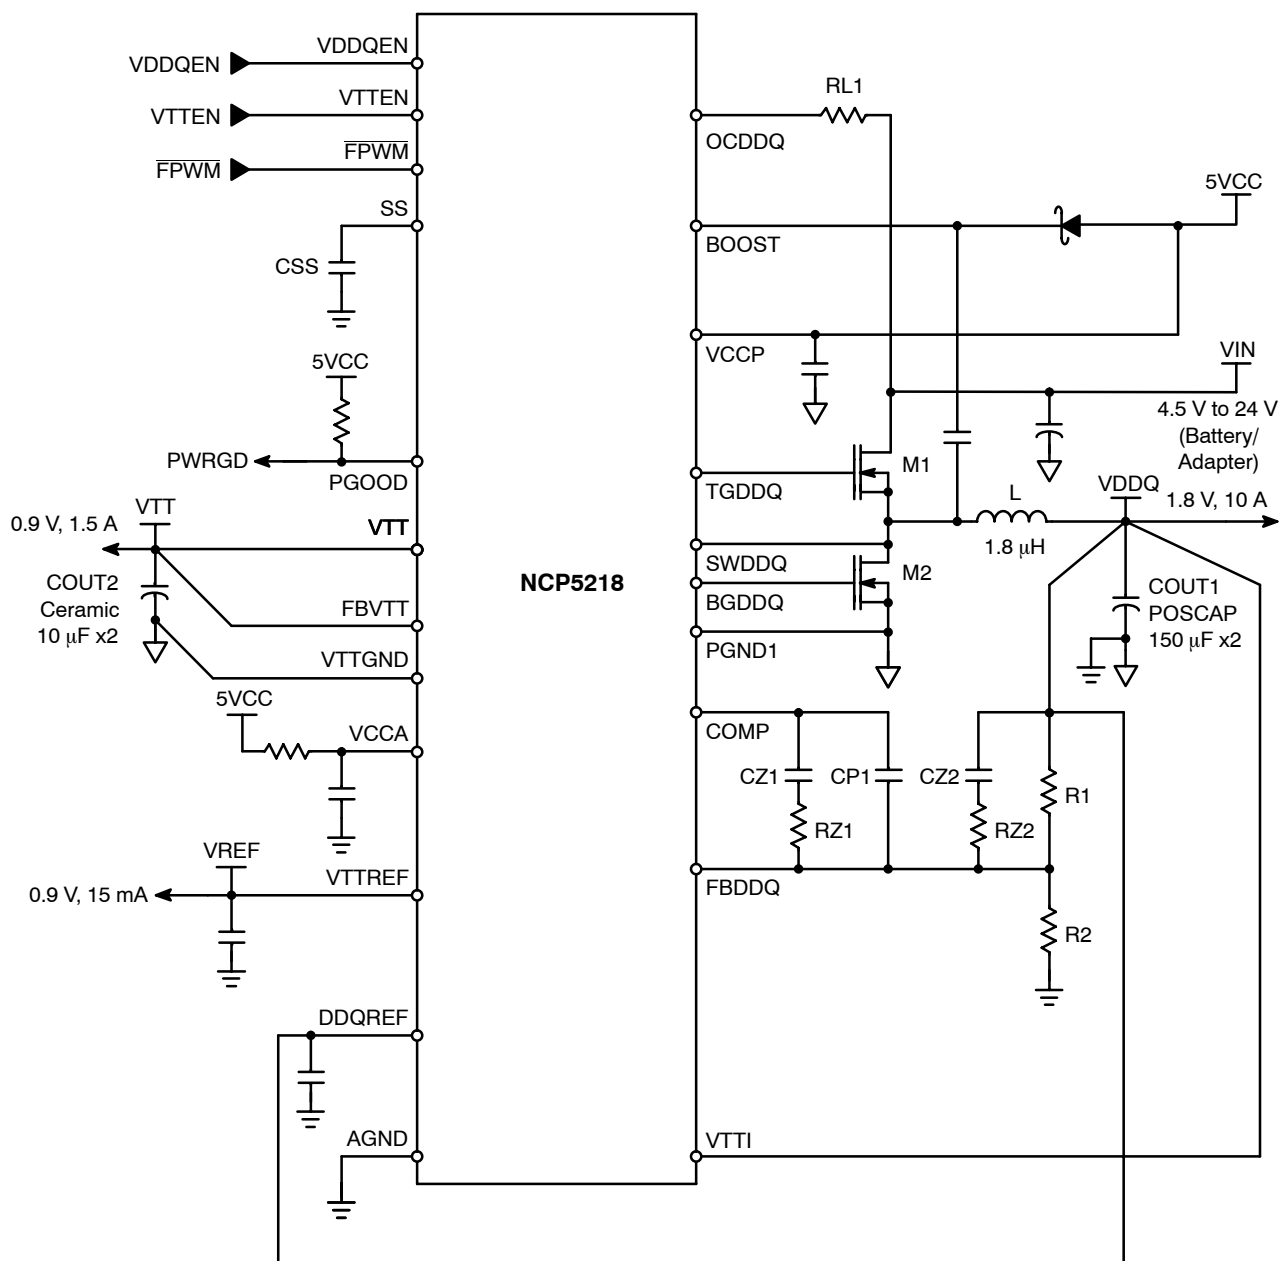 VDDQEN
VDDQEN
VTTEN
VTTEN
FPWM
FPWM
SS
CSS
5VCC
PWRGD
PGOOD
VTT
0.9 V, 1.5 A
VTT
COUT2
Ceramic
10 μF x2
FBVTT
VTTGND
5VCC
VCCA
VREF
VTTREF
0.9 V, 15 mA
DDQREF
AGND
NCP5218
RL1
OCDDQ
5VCC
BOOST
VCCP
VIN
4.5 V to 24 V
(Battery/
Adapter)
M1
TGDDQ
L
VDDQ
1.8 V, 10 A
1.8 μH
SWDDQ
M2
BGDDQ
COUT1
POSCAP
150 μF x2
PGND1
COMP
CZ1
CP1
CZ2
R1
RZ1
RZ2
FBDDQ
R2
VTTI